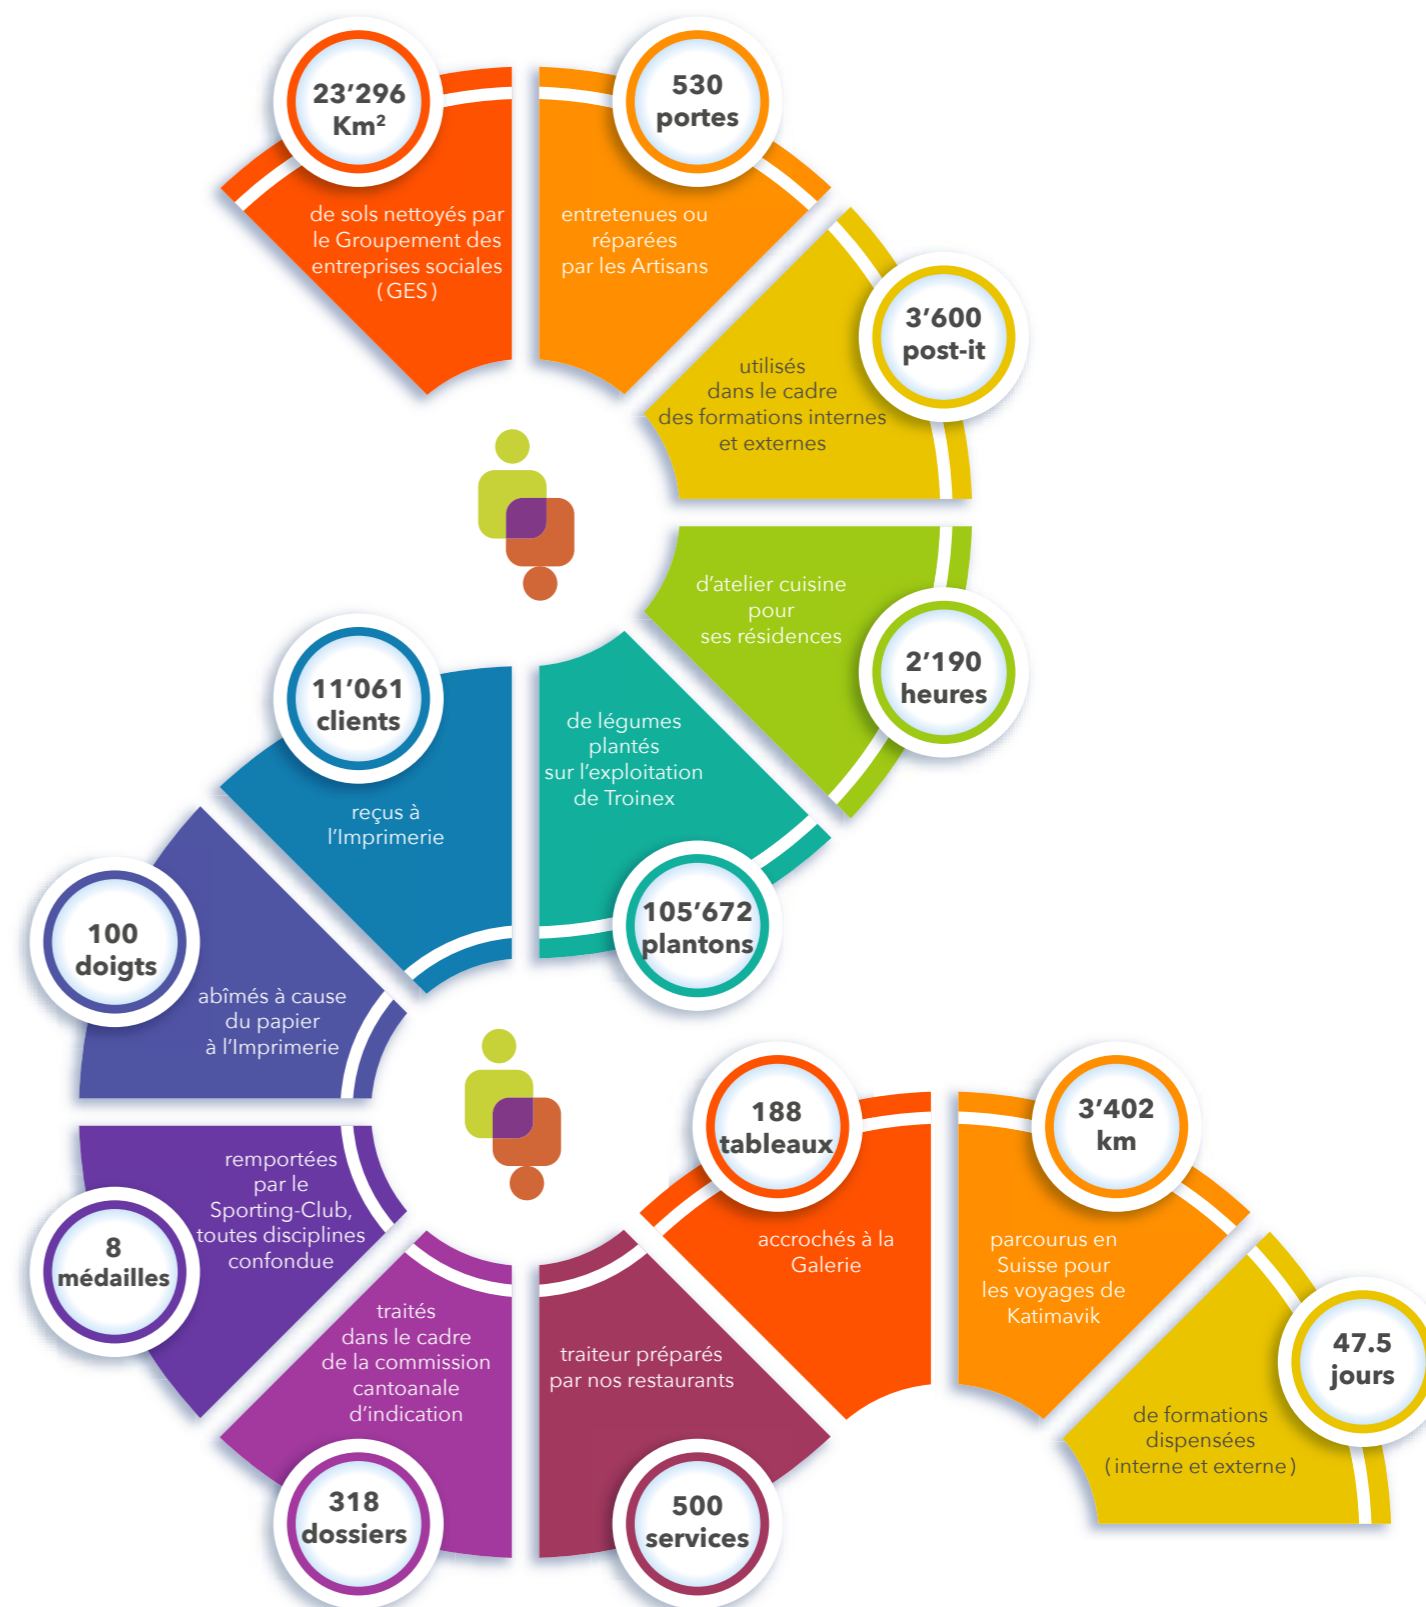 23’296
Km²
de sols nettoyés par
le Groupement des
entreprises sociales
( GES )
530
portes
entretenues ou
réparées
par les Artisans
3’600
post-it
utilisés
dans le cadre
des formations internes
et externes
2’190
heures
d’atelier cuisine
pour
ses résidences
105’672
plantons
de légumes
plantés
sur l’exploitation
de Troinex
11’061
clients
reçus à
l’Imprimerie
100
doigts
abîmés à cause
du papier
à l’Imprimerie
8
médailles
remportées
par le
Sporting-Club,
toutes disciplines
confondue
318
dossiers
traités
dans le cadre
de la commission
cantoanale
d’indication
500
services
traiteur préparés
par nos restaurants
188
tableaux
accrochés à la
Galerie
3’402
km
parcourus en
Suisse pour
les voyages de
Katimavik
47.5
jours
de formations
dispensées
( interne et externe )